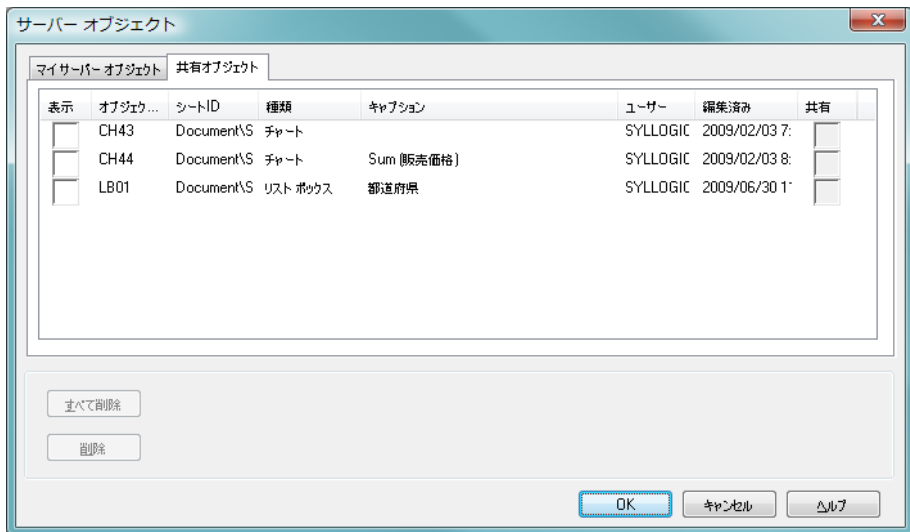 サーバー オブジェクト
マイサーバー オブジェクト 共有オブジェクト
表示 オブジェク... シートID 種類 キャプション ユーザー 編集済み 共有
CH43 Document\S チャート SYLLOGIC 2009/02/03 7:
CH44 Document\S チャート Sum (販売価格) SYLLOGIC 2009/02/03 8:
LB01 Document\S リスト ボックス 都道府県 SYLLOGIC 2009/06/30 1
すべて削除
削除
OK キャンセル ヘルプ